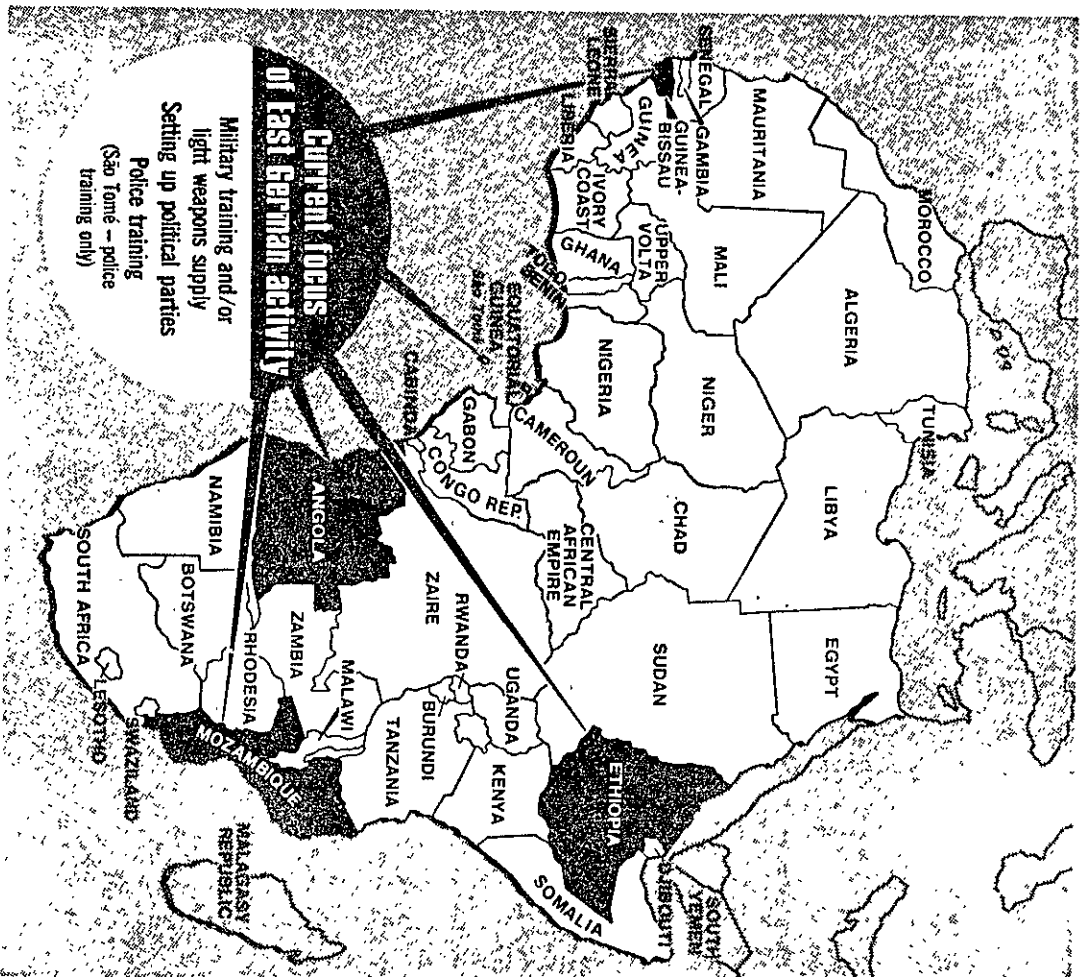 MOROCCO
TUNISIA
ALGERIA
LIBYA
EGYPT
MAURITANIA
MALI
NIGER
CHAD
SUDAN
SENEGAL
GAMBIA
GUINEA-
BISSAU
GUINEA
SIERRA
LEONE
LIBERIA
IVORY
COAST
UPPER
VOLTA
GHANA
TOGO
BENIN
NIGERIA
CAMEROUN
CENTRAL
AFRICAN
EMPIRE
ETHIOPIA
DJIBOUTI
SOUTH
YEMEN
SOMALIA
EQUATORIAL
GUINEA
São Tomé
GABON
CONGO REP.
CABINDA
ZAIRE
UGANDA
KENYA
RWANDA
BURUNDI
TANZANIA
ANGOLA
ZAMBIA
MALAWI
MOZAMBIQUE
RHODESIA
NAMIBIA
BOTSWANA
SOUTH AFRICA
LESOTHO
SWAZILAND
MALAGASY
REPUBLIC
Current focus
of East German activity
Military training and/or
light weapons supply
Setting up political parties
Police training
(São Tomé – police
training only)